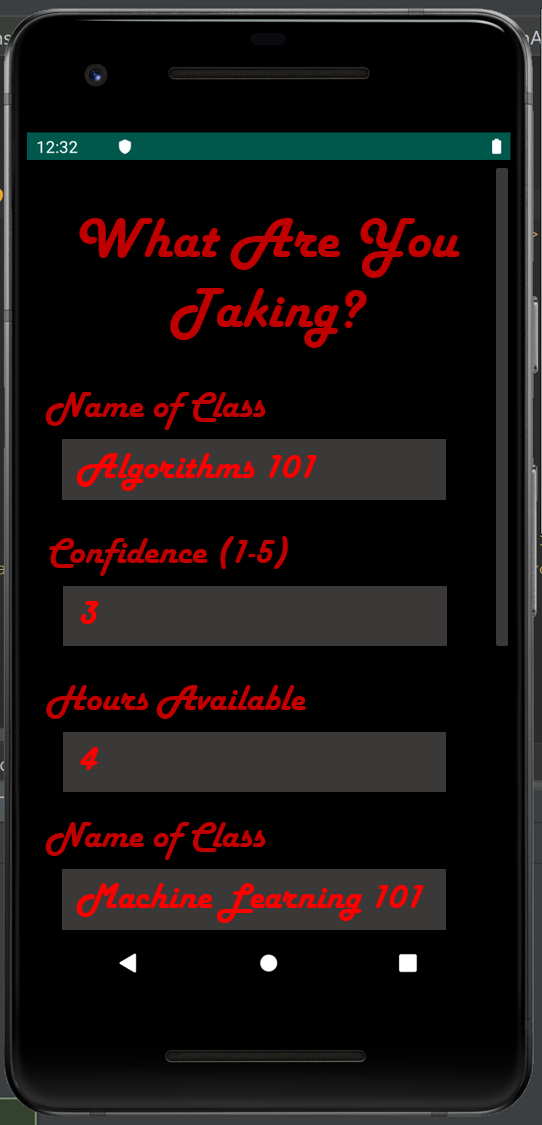 12:32
What Are You
Taking?
Name of Class
Algorithms 101
Confidence (1-5)
3
Hours Available
4
Name of Class
Machine Learning 101